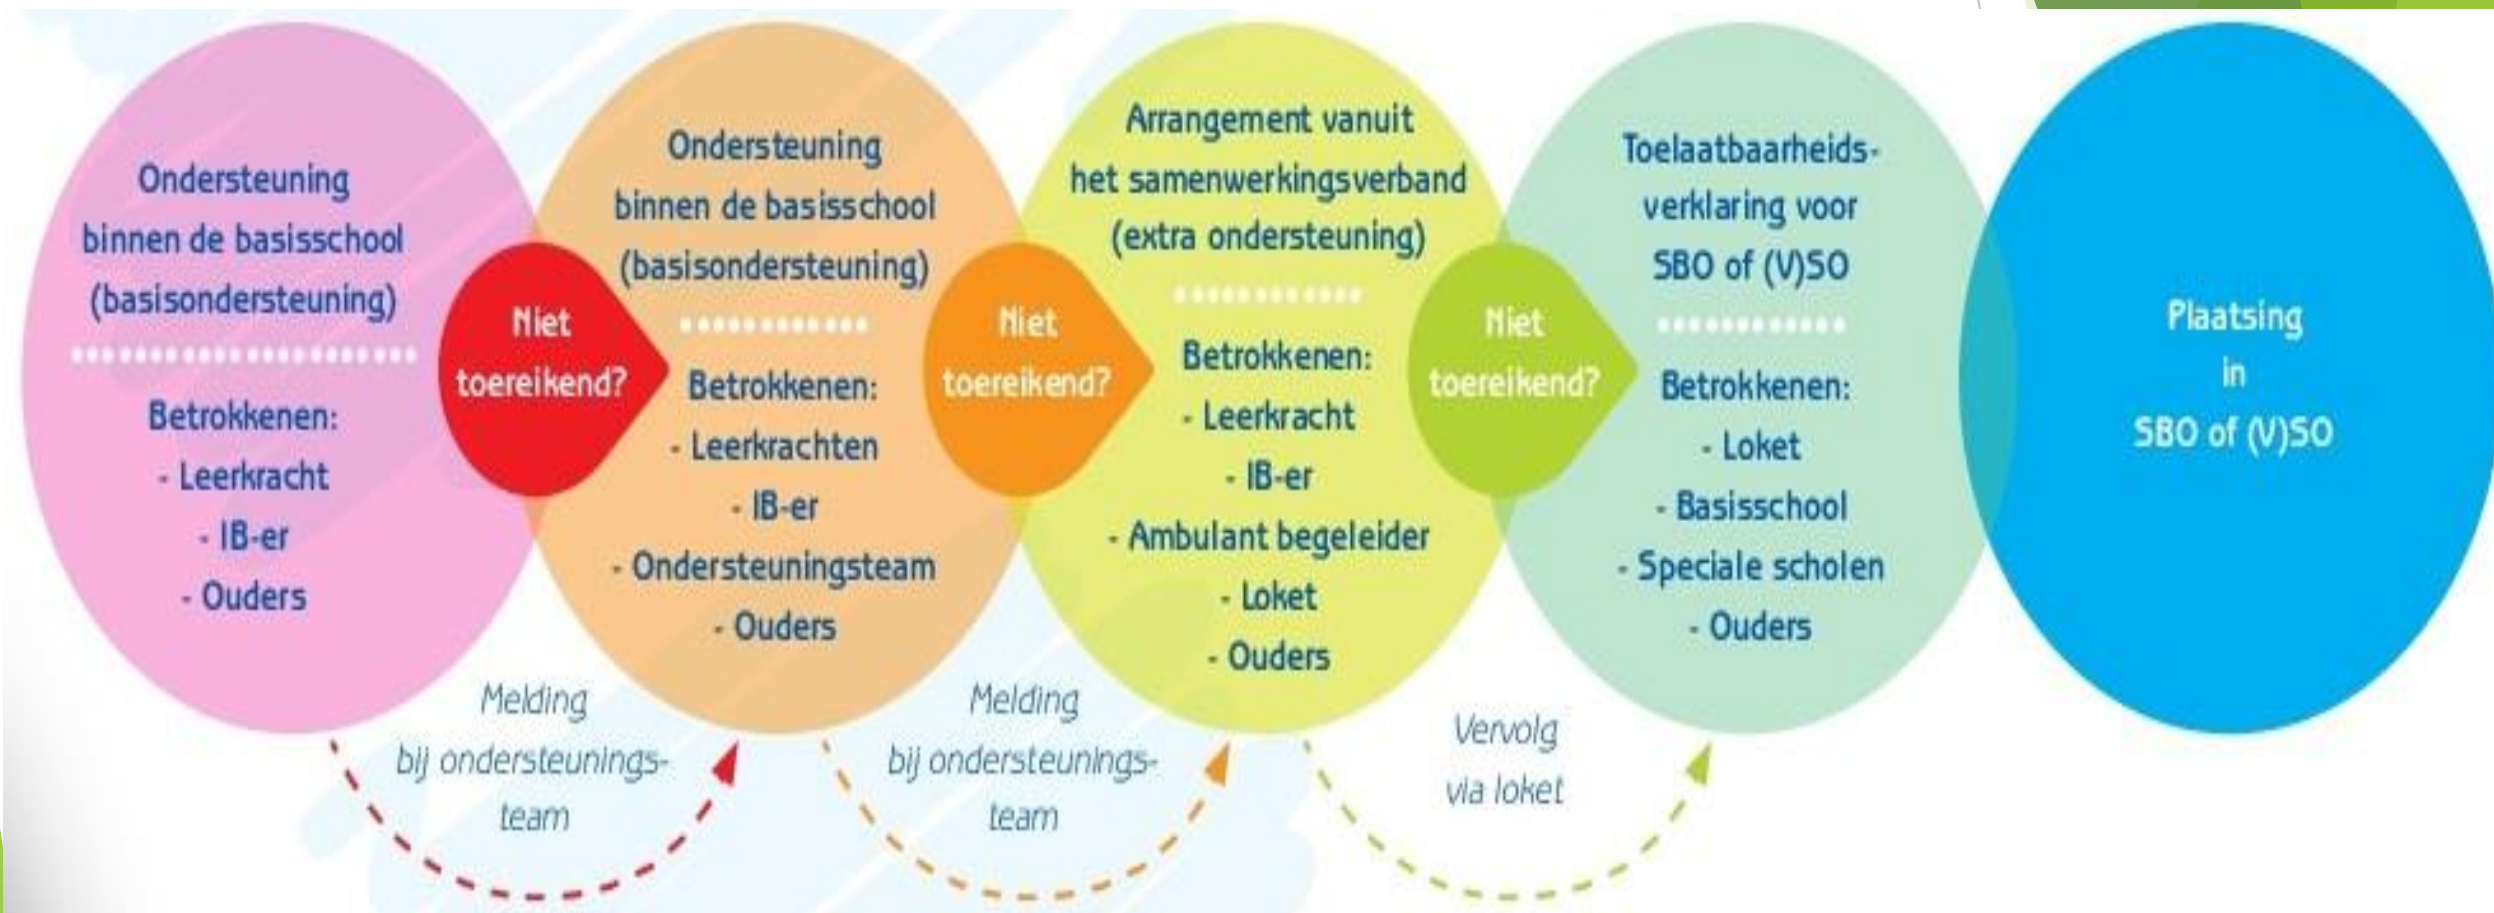 Ondersteuning
binnen de basisschool
(basisondersteuning)
Betrokkenen:
- Leerkracht
- IB-er
- Ouders
Niet
toereikend?
Melding
bij ondersteunings-
team
Ondersteuning
binnen de basisschool
(basisondersteuning)
Betrokkenen:
- Leerkrachten
- IB-er
- Ondersteuningsteam
- Ouders
Niet
toereikend?
Melding
bij ondersteunings-
team
Arrangement vanuit
het samenwerkingsverband
(extra ondersteuning)
Betrokkenen:
- Leerkracht
- IB-er
- Ambulant begeleider
- Loket
- Ouders
Niet
toereikend?
Vervolg
via loket
Toelaatbaarheids-
verklaring voor
SBO of (V)SO
Betrokkenen:
- Loket
- Basisschool
- Speciale scholen
- Ouders
Plaatsing
in
SBO of (V)SO